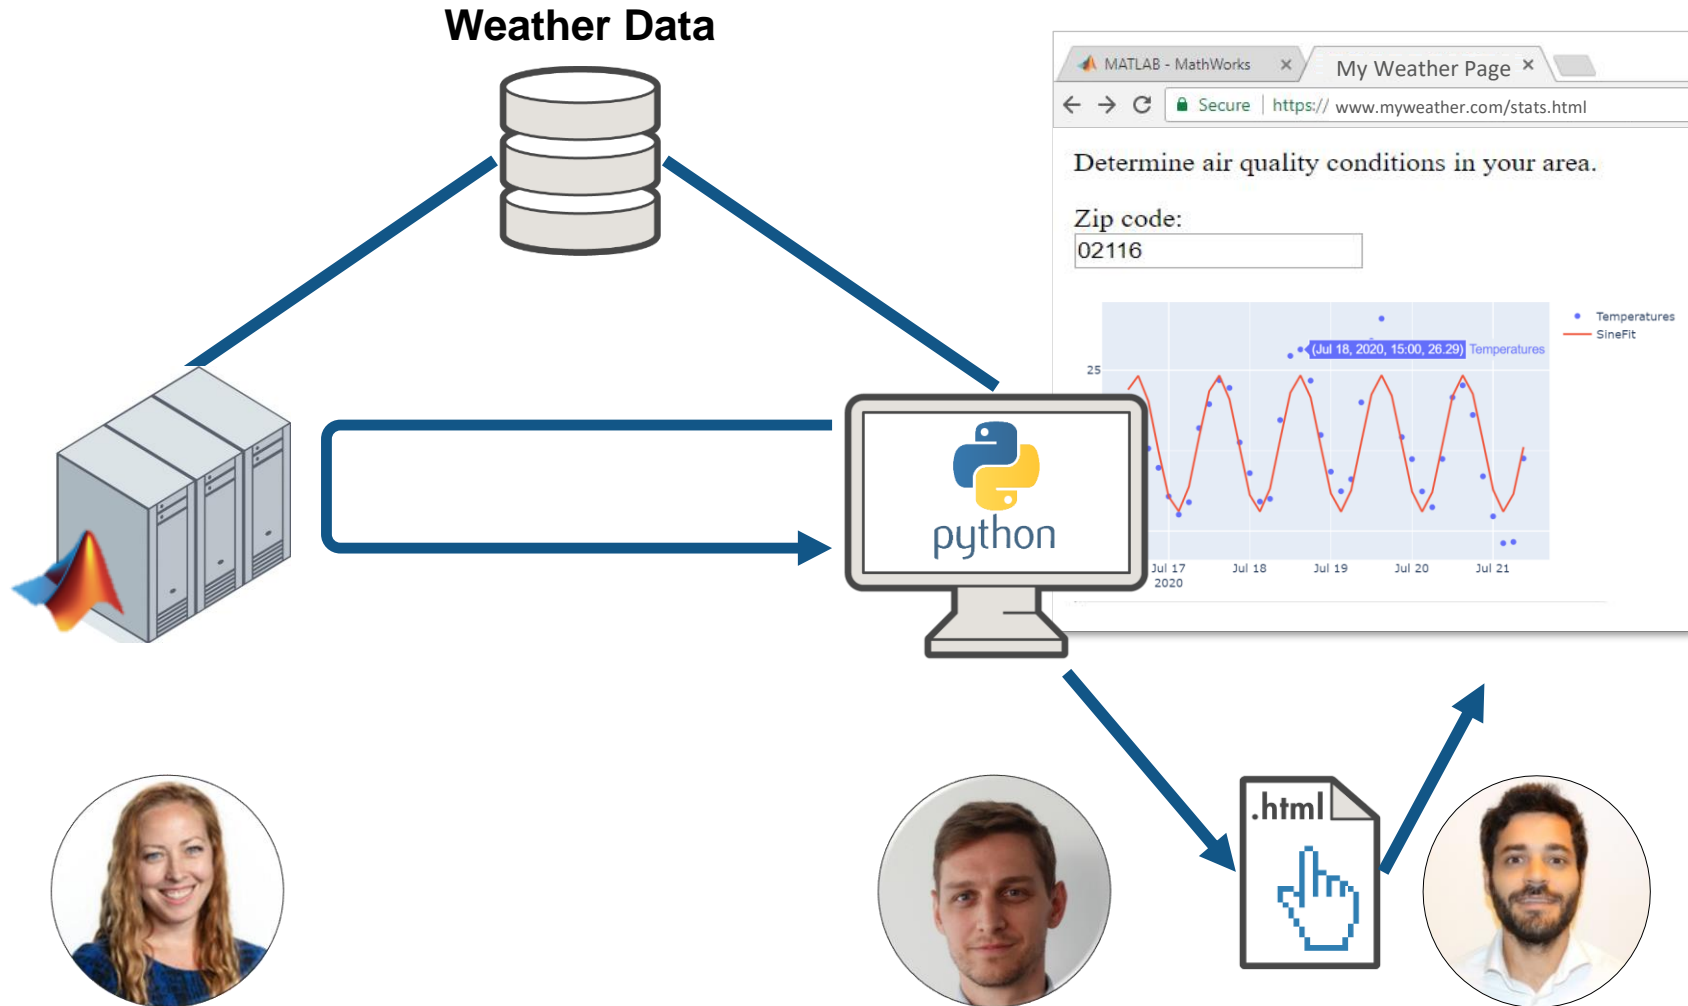 Weather Data
MATLAB - MathWorks
My Weather Page
Secure | https:// www.myweather.com/stats.html
Determine air quality conditions in your area.
Zip code:
02116
Temperatures
SineFit
(Jul 18, 2020, 15:00, 26.29) Temperatures
25
python
Jul 17
2020
Jul 18
Jul 19
Jul 20
Jul 21
.html